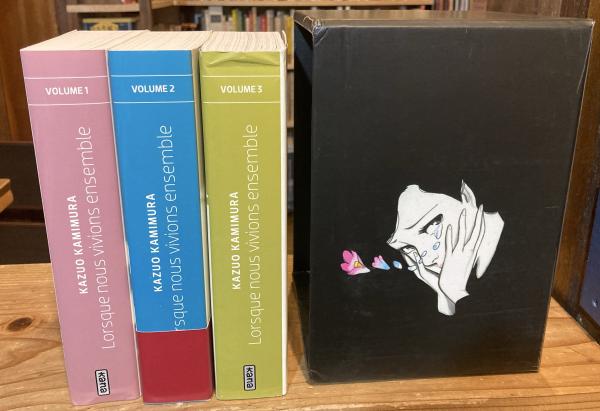 VOLUME 1
KAZUO KAMIMURA
Lorsque nous vivions ensemble
kana
VOLUME 2
KAZUO KAMIMURA
rsque nous vivions ensemble
VOLUME 3
KAZUO KAMIMURA
Lorsque nous vivions ensemble
kana